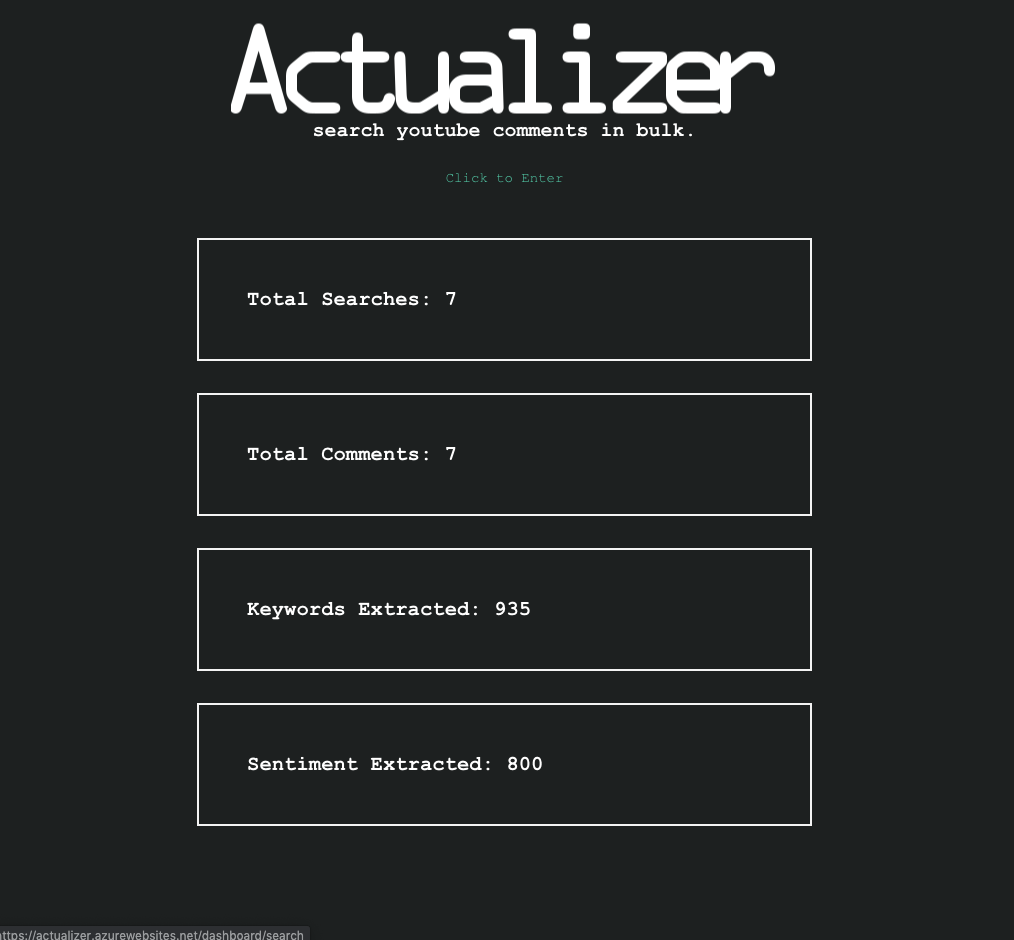 Actualizer
search youtube comments in bulk.
Click to Enter
Total Searches: 7
Total Comments: 7
Keywords Extracted: 935
Sentiment Extracted: 800
ttps://actualizer.azurewebsites.net/dashboard/search